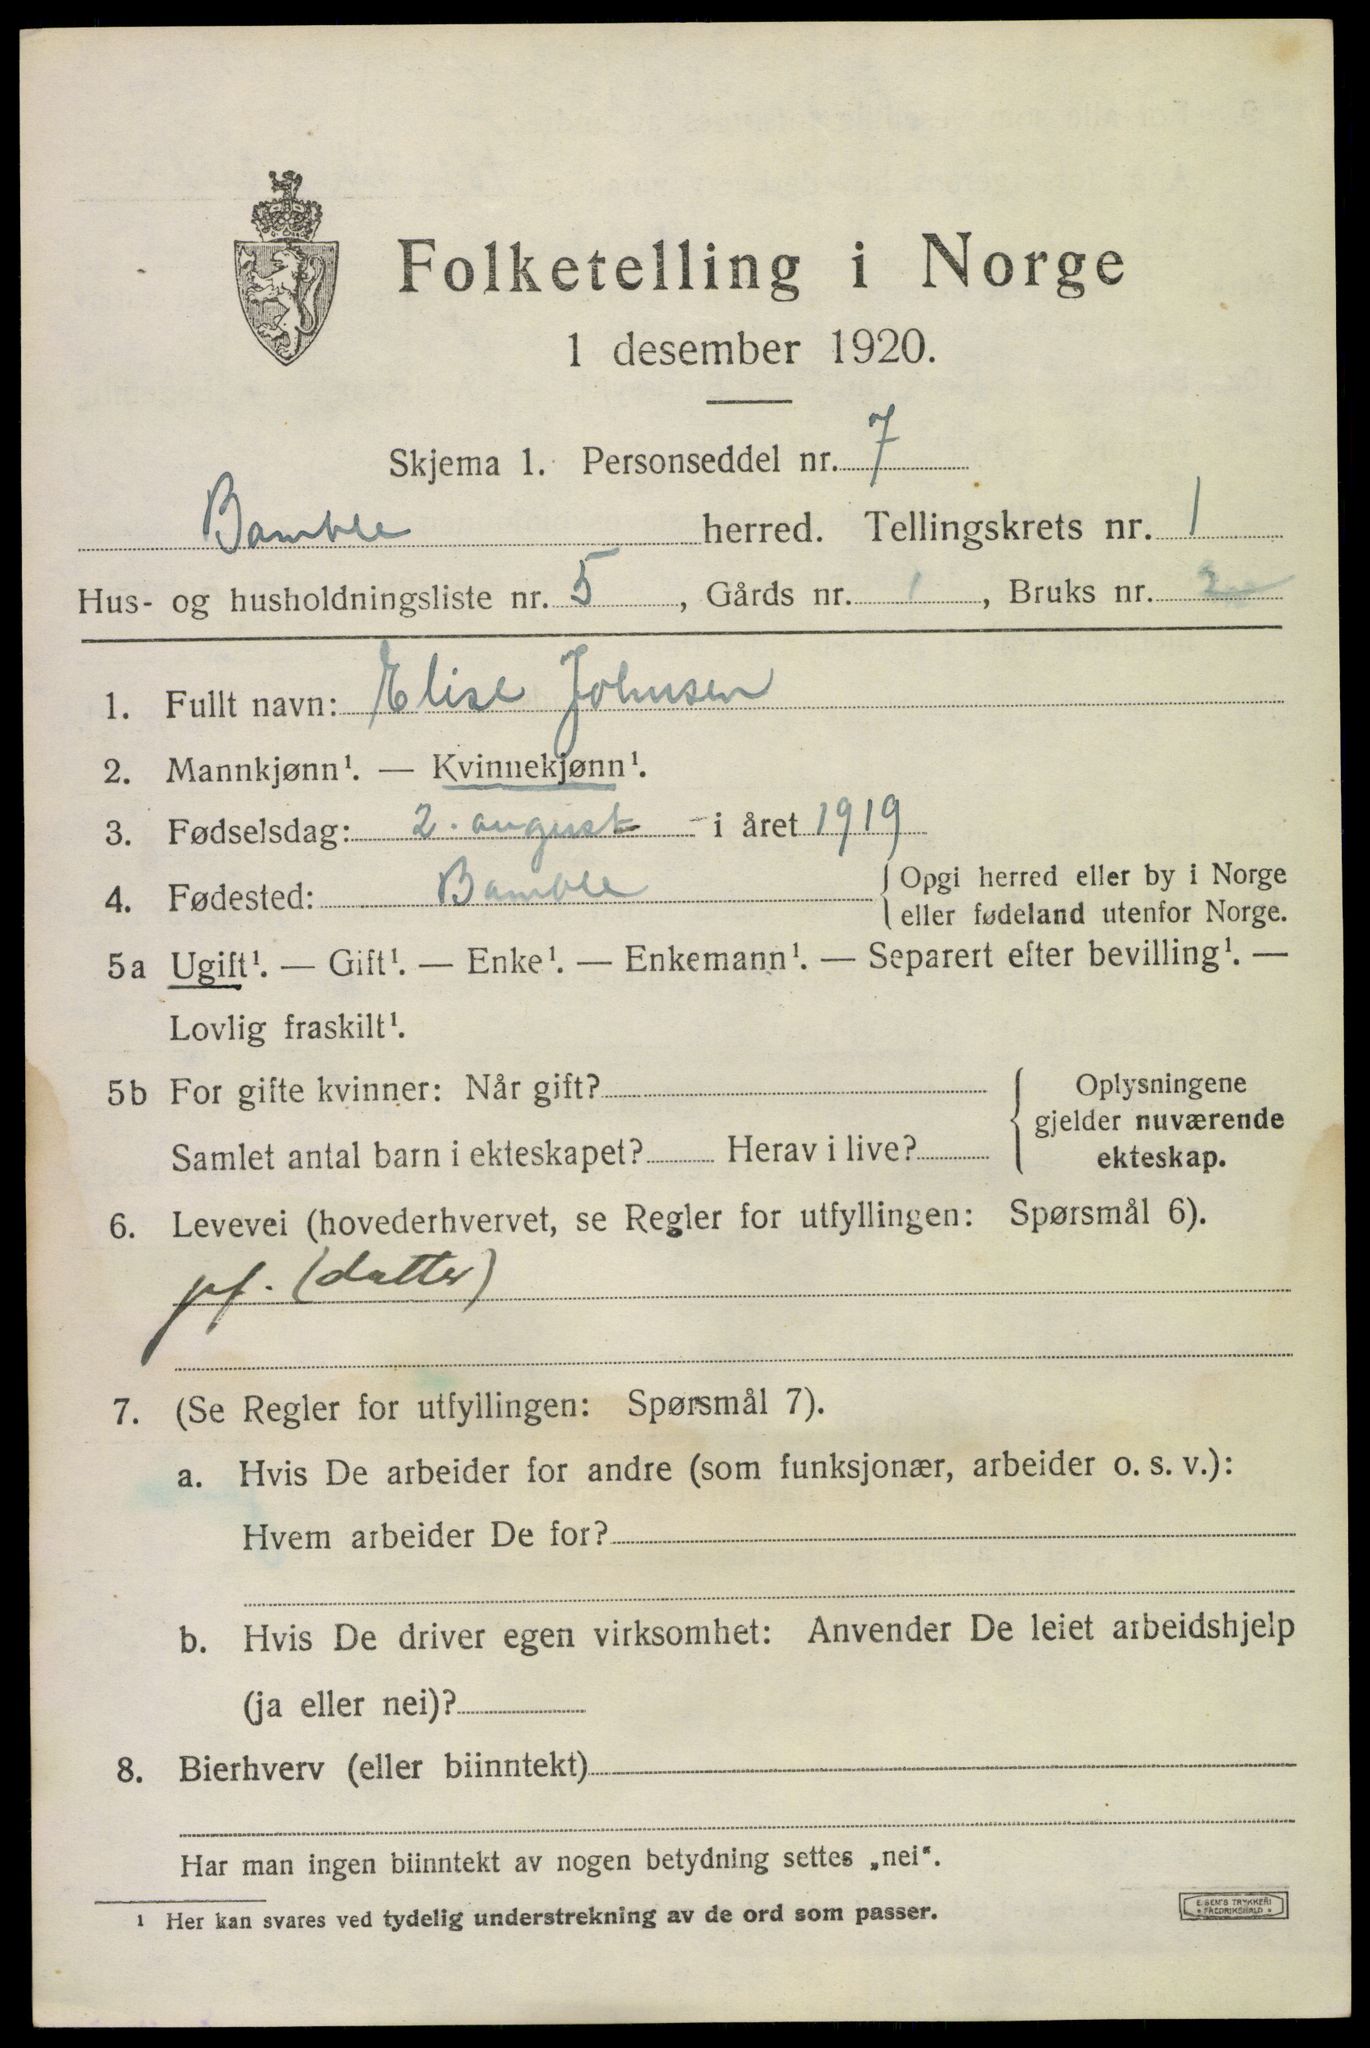 Folketelling i Norge
1 desember 1920.
Skjema 1. Personseddel nr. 7
Bamble herred. Tellingskrets nr. 1
Hus- og husholdningsliste nr. 5, Gårds nr. 1, Bruks nr.
1. Fullt navn: Elise Johnsen
2. Mannkjønn¹. — Kvinnekjønn¹.
3. Fødselsdag: 2. august - i året 1919
4. Fødested: Bamble
Opgi herred eller by i Norge
eller fødeland utenfor Norge.
5a Ugift¹. — Gift¹. — Enke¹. — Enkemann¹. — Separert efter bevilling¹. —
Lovlig fraskilt¹.
5b For gifte kvinner: Når gift?
Samlet antal barn i ekteskapet? Herav i live?
Oplysningene
gjelder nuværende
ekteskap.
6. Levevei (hovederhvervet, se Regler for utfyllingen: Spørsmål 6).
pf. (datter)
7. (Se Regler for utfyllingen: Spørsmål 7).
a. Hvis De arbeider for andre (som funksjonær, arbeider o. s. v.):
Hvem arbeider De for?
b. Hvis De driver egen virksomhet: Anvender De leiet arbeidshjelp
(ja eller nei)?
8. Bierhverv (eller biinntekt)
Har man ingen biinntekt av nogen betydning settes „nei".
¹ Her kan svares ved tydelig understrekning av de ord som passer.
E. SEM'S TRYKKERI
FREDRIKSHALD